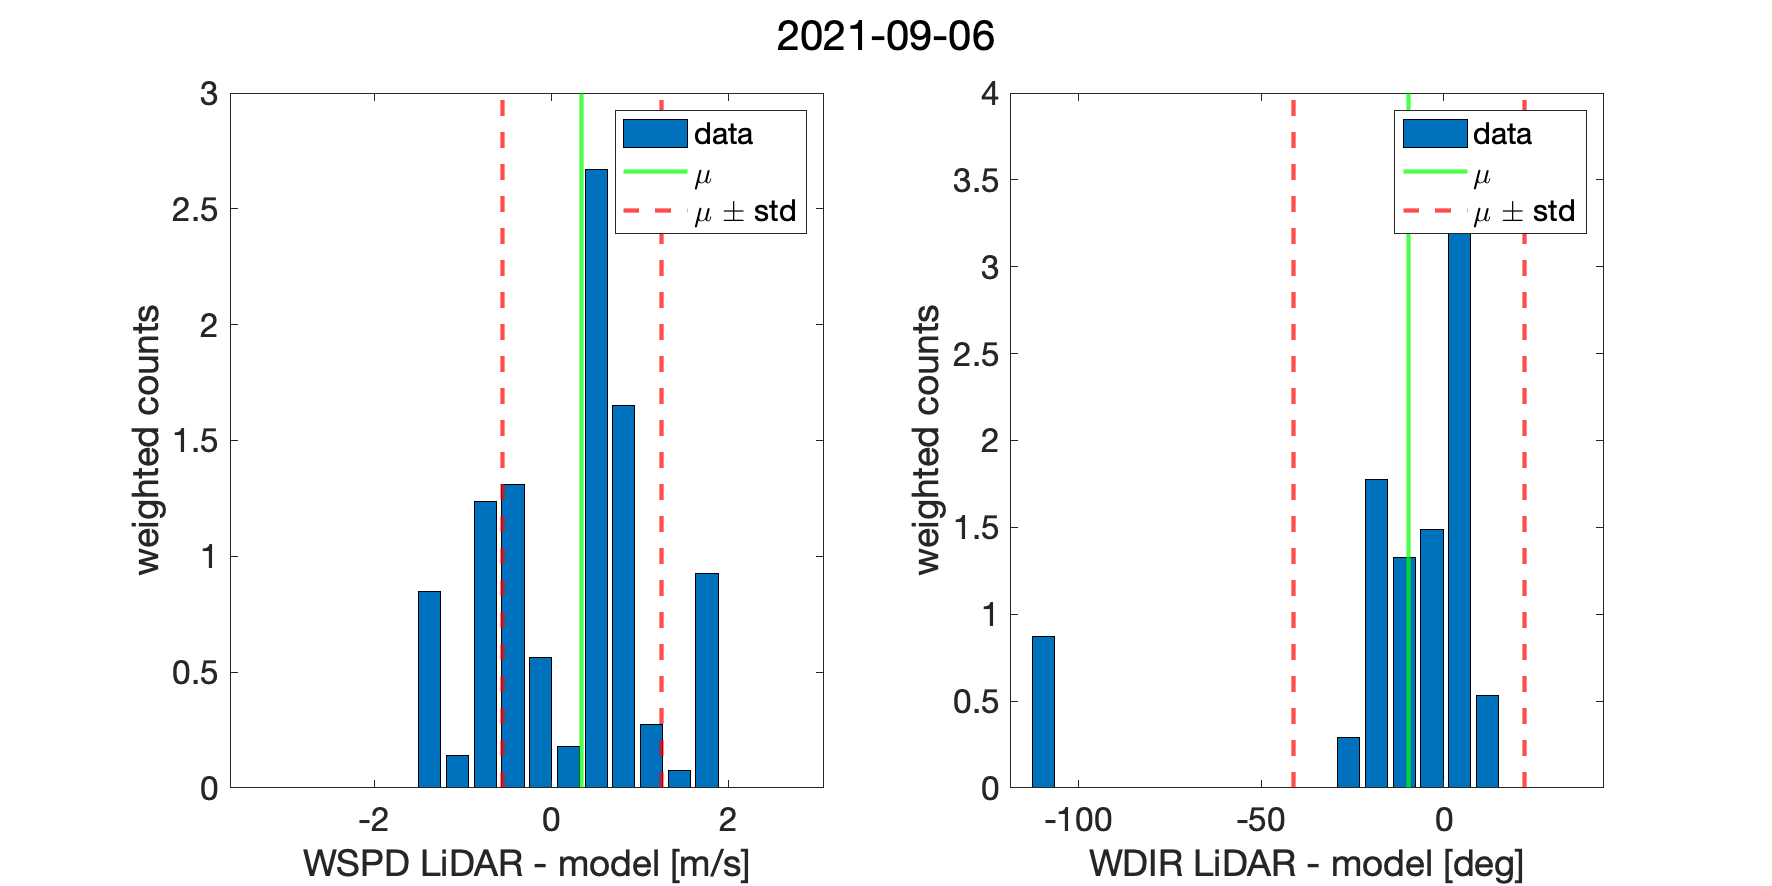 2021-09-06
3
2.5
2
1.5
1
0.5
0
-2
0
2
weighted counts
WSPD LiDAR - model [m/s]
data
μ
μ ± std
4
3.5
3
2.5
2
1.5
1
0.5
0
-100
-50
0
weighted counts
WDIR LiDAR - model [deg]
data
μ
μ ± std